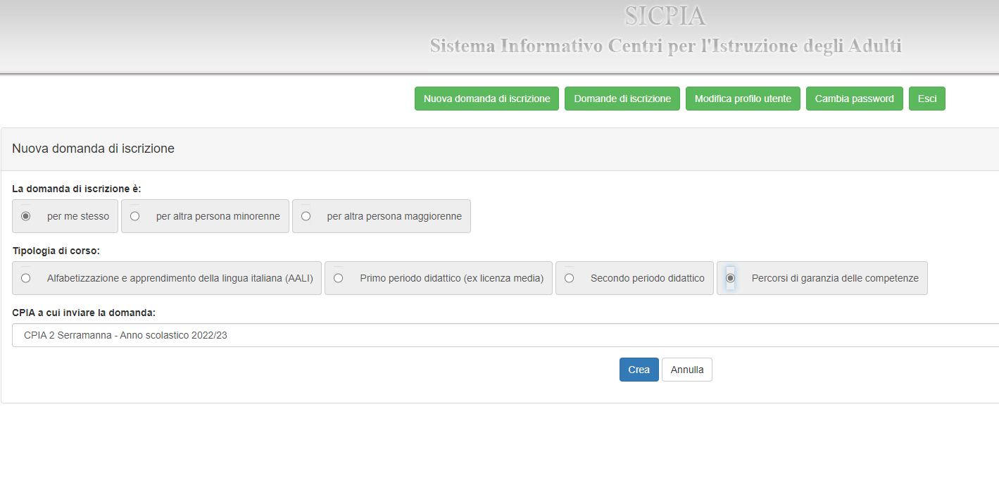 SICPIA
Sistema Informativo Centri per l'Istruzione degli Adulti
Nuova domanda di iscrizione Domande di iscrizione Modifica profilo utente Cambia password Esci
Nuova domanda di iscrizione
La domanda di iscrizione è:
per me stesso per altra persona minorenne per altra persona maggiorenne
Tipologia di corso:
Alfabetizzazione e apprendimento della lingua italiana (AALI) Primo periodo didattico (ex licenza media) Secondo periodo didattico Percorsi di garanzia delle competenze
CPIA a cui inviare la domanda:
CPIA 2 Serramanna - Anno scolastico 2022/23
Crea Annulla